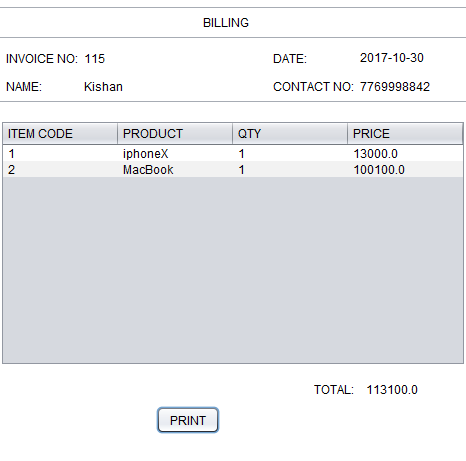 BILLING
INVOICE NO: 115 DATE: 2017-10-30
NAME: Kishan CONTACT NO: 7769998842
ITEM CODE PRODUCT QTY PRICE
1 iphoneX 1 13000.0
2 MacBook 1 100100.0
TOTAL: 113100.0
PRINT